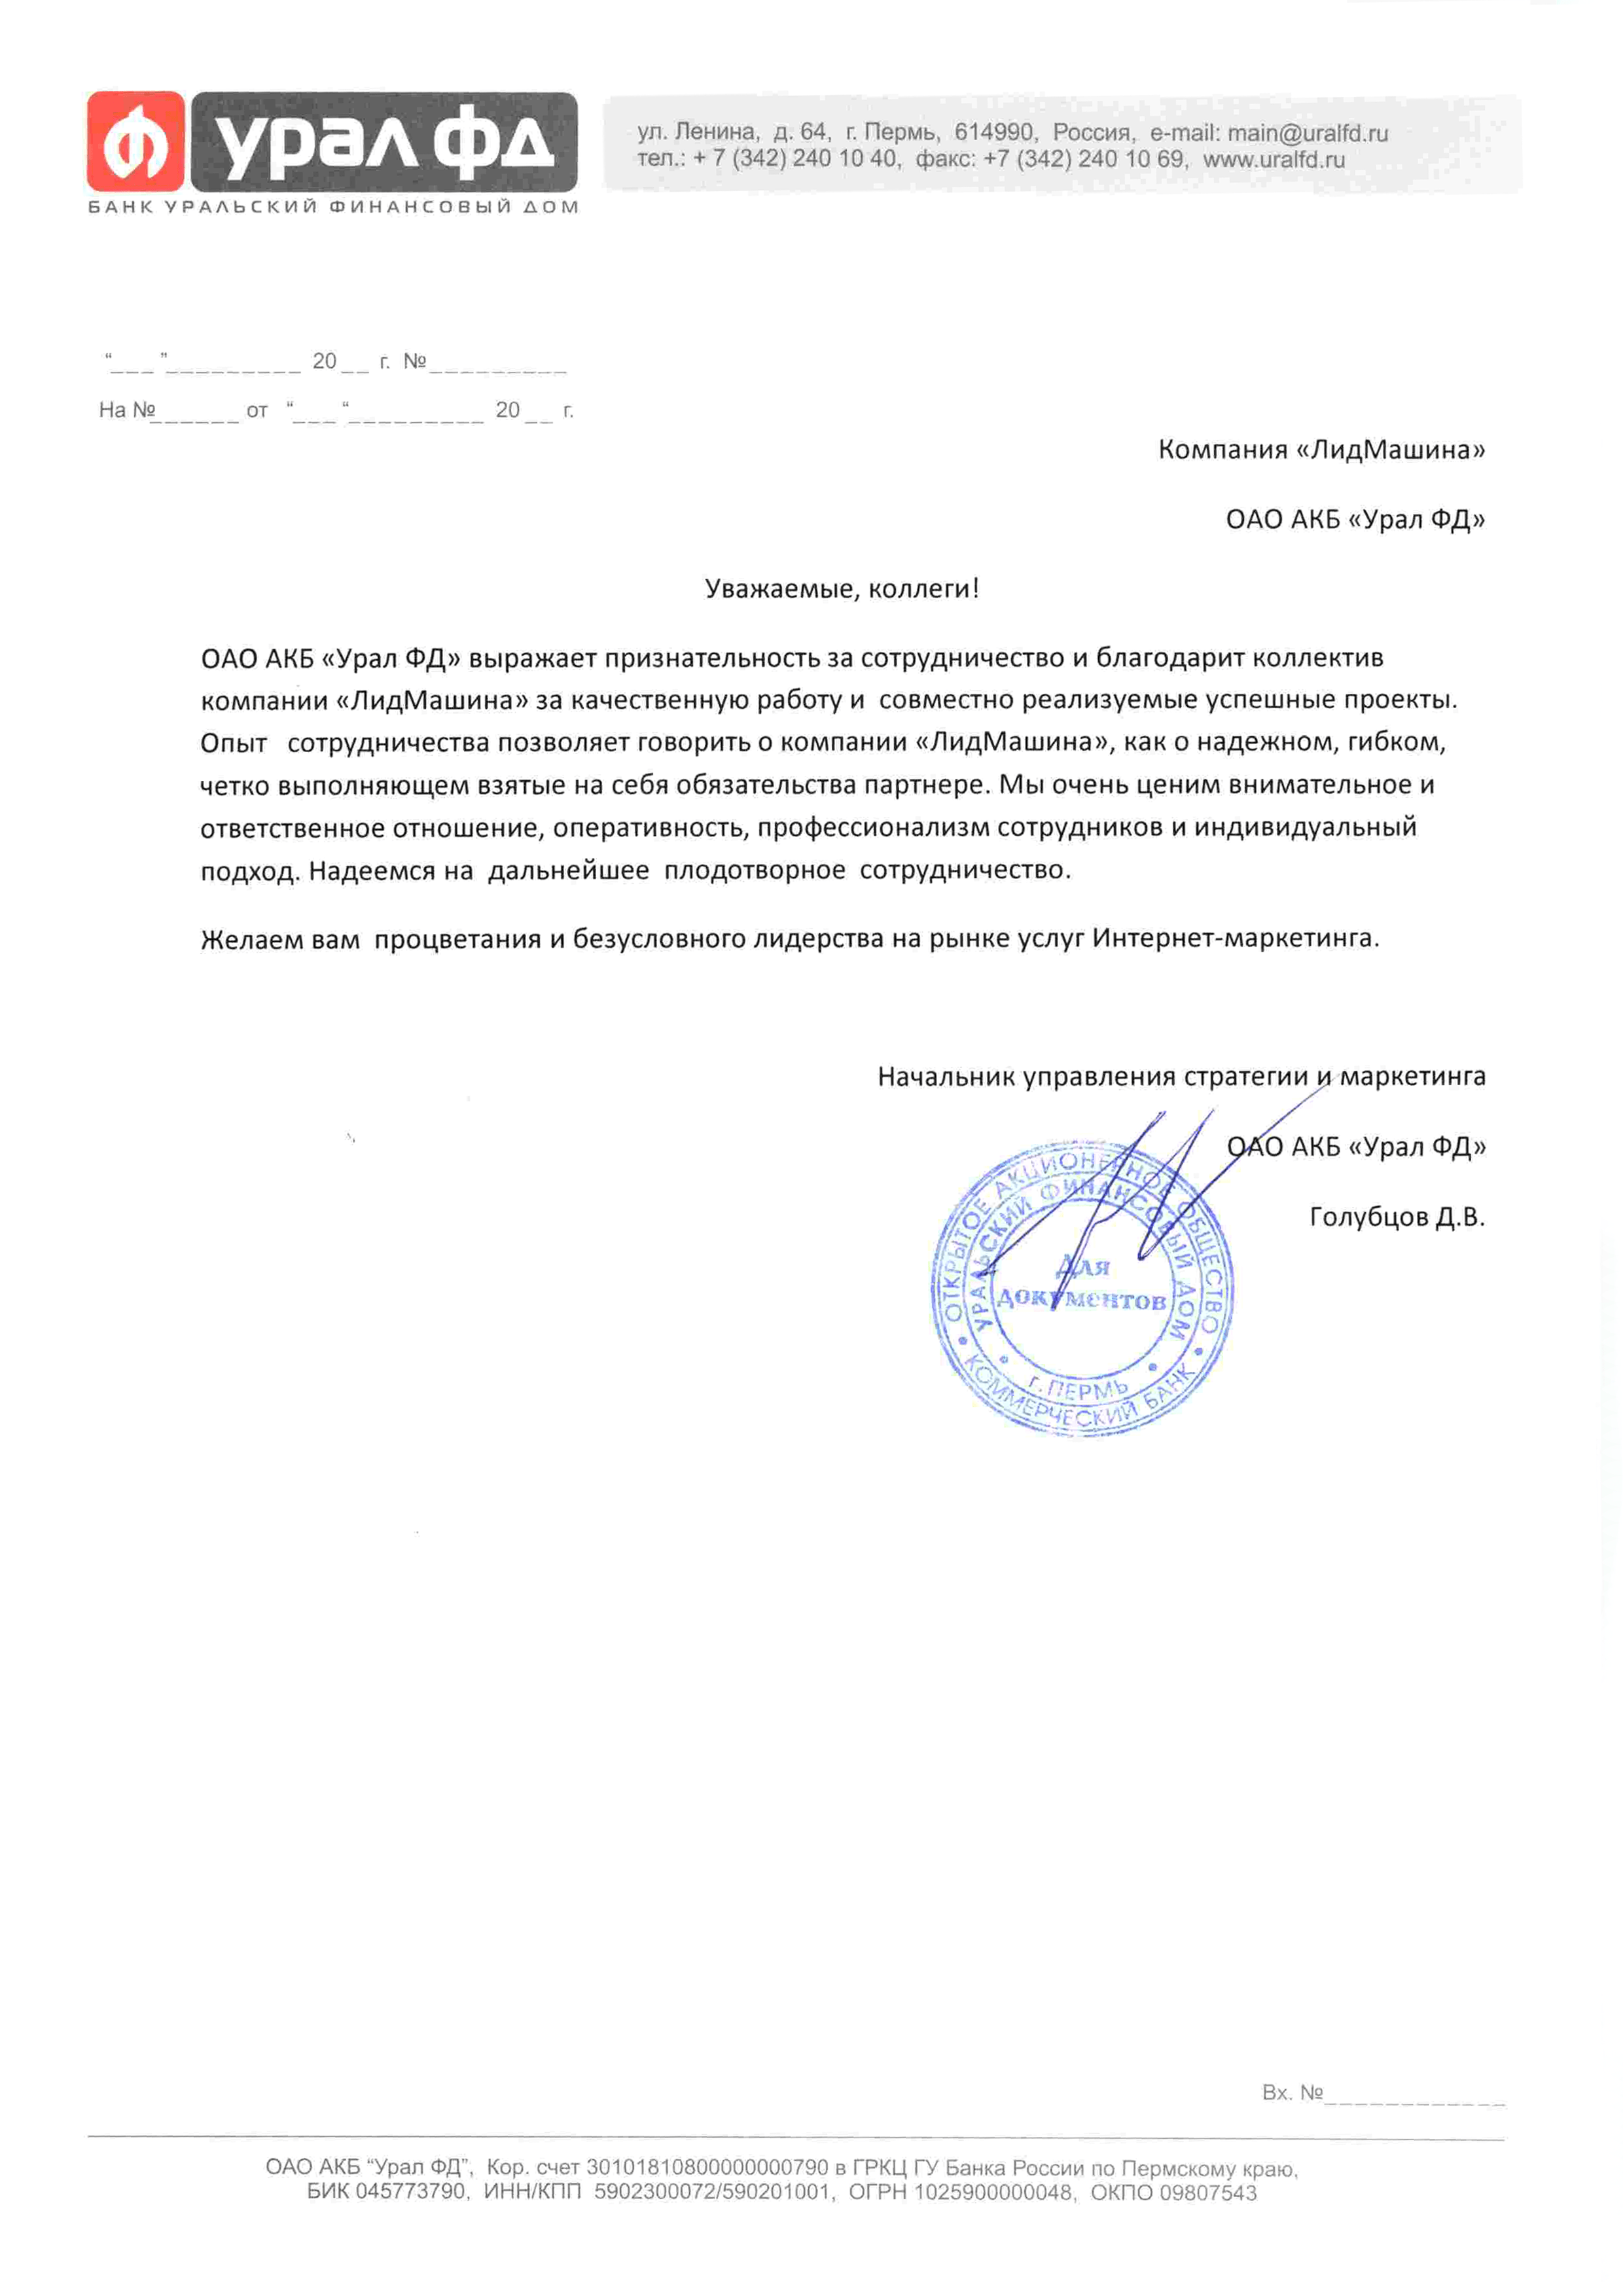 урал фд
БАНК УРАЛЬСКИЙ ФИНАНСОВЫЙ ДОМ
ул. Ленина, д. 64, г. Пермь, 614990, Россия, e-mail: main@uralfd.ru
тел.: + 7 (342) 240 10 40, факс: +7 (342) 240 10 69, www.uralfd.ru
“___”_________ 20__ г. №_________
На №______ от “___“_________ 20__ г.
Компания «ЛидМашина»
ОАО АКБ «Урал ФД»
Уважаемые, коллеги!
ОАО АКБ «Урал ФД» выражает признательность за сотрудничество и благодарит коллектив
компании «ЛидМашина» за качественную работу и совместно реализуемые успешные проекты.
Опыт сотрудничества позволяет говорить о компании «ЛидМашина», как о надежном, гибком,
четко выполняющем взятые на себя обязательства партнере. Мы очень ценим внимательное и
ответственное отношение, оперативность, профессионализм сотрудников и индивидуальный
подход. Надеемся на дальнейшее плодотворное сотрудничество.
Желаем вам процветания и безусловного лидерства на рынке услуг Интернет-маркетинга.
Начальник управления стратегии и маркетинга
ОАО АКБ «Урал ФД»
Голубцов Д.В.
ОТКРЫТОЕ АКЦИОНЕРНОЕ ОБЩЕСТВО
КОММЕРЧЕСКИЙ БАНК
УРАЛЬСКИЙ ФИНАНСОВЫЙ ДОМ
г. ПЕРМЬ
Для
документов
Вх. №____________
ОАО АКБ “Урал ФД”, Кор. счет 30101810800000000790 в ГРКЦ ГУ Банка России по Пермскому краю,
БИК 045773790, ИНН/КПП 5902300072/590201001, ОГРН 1025900000048, ОКПО 09807543